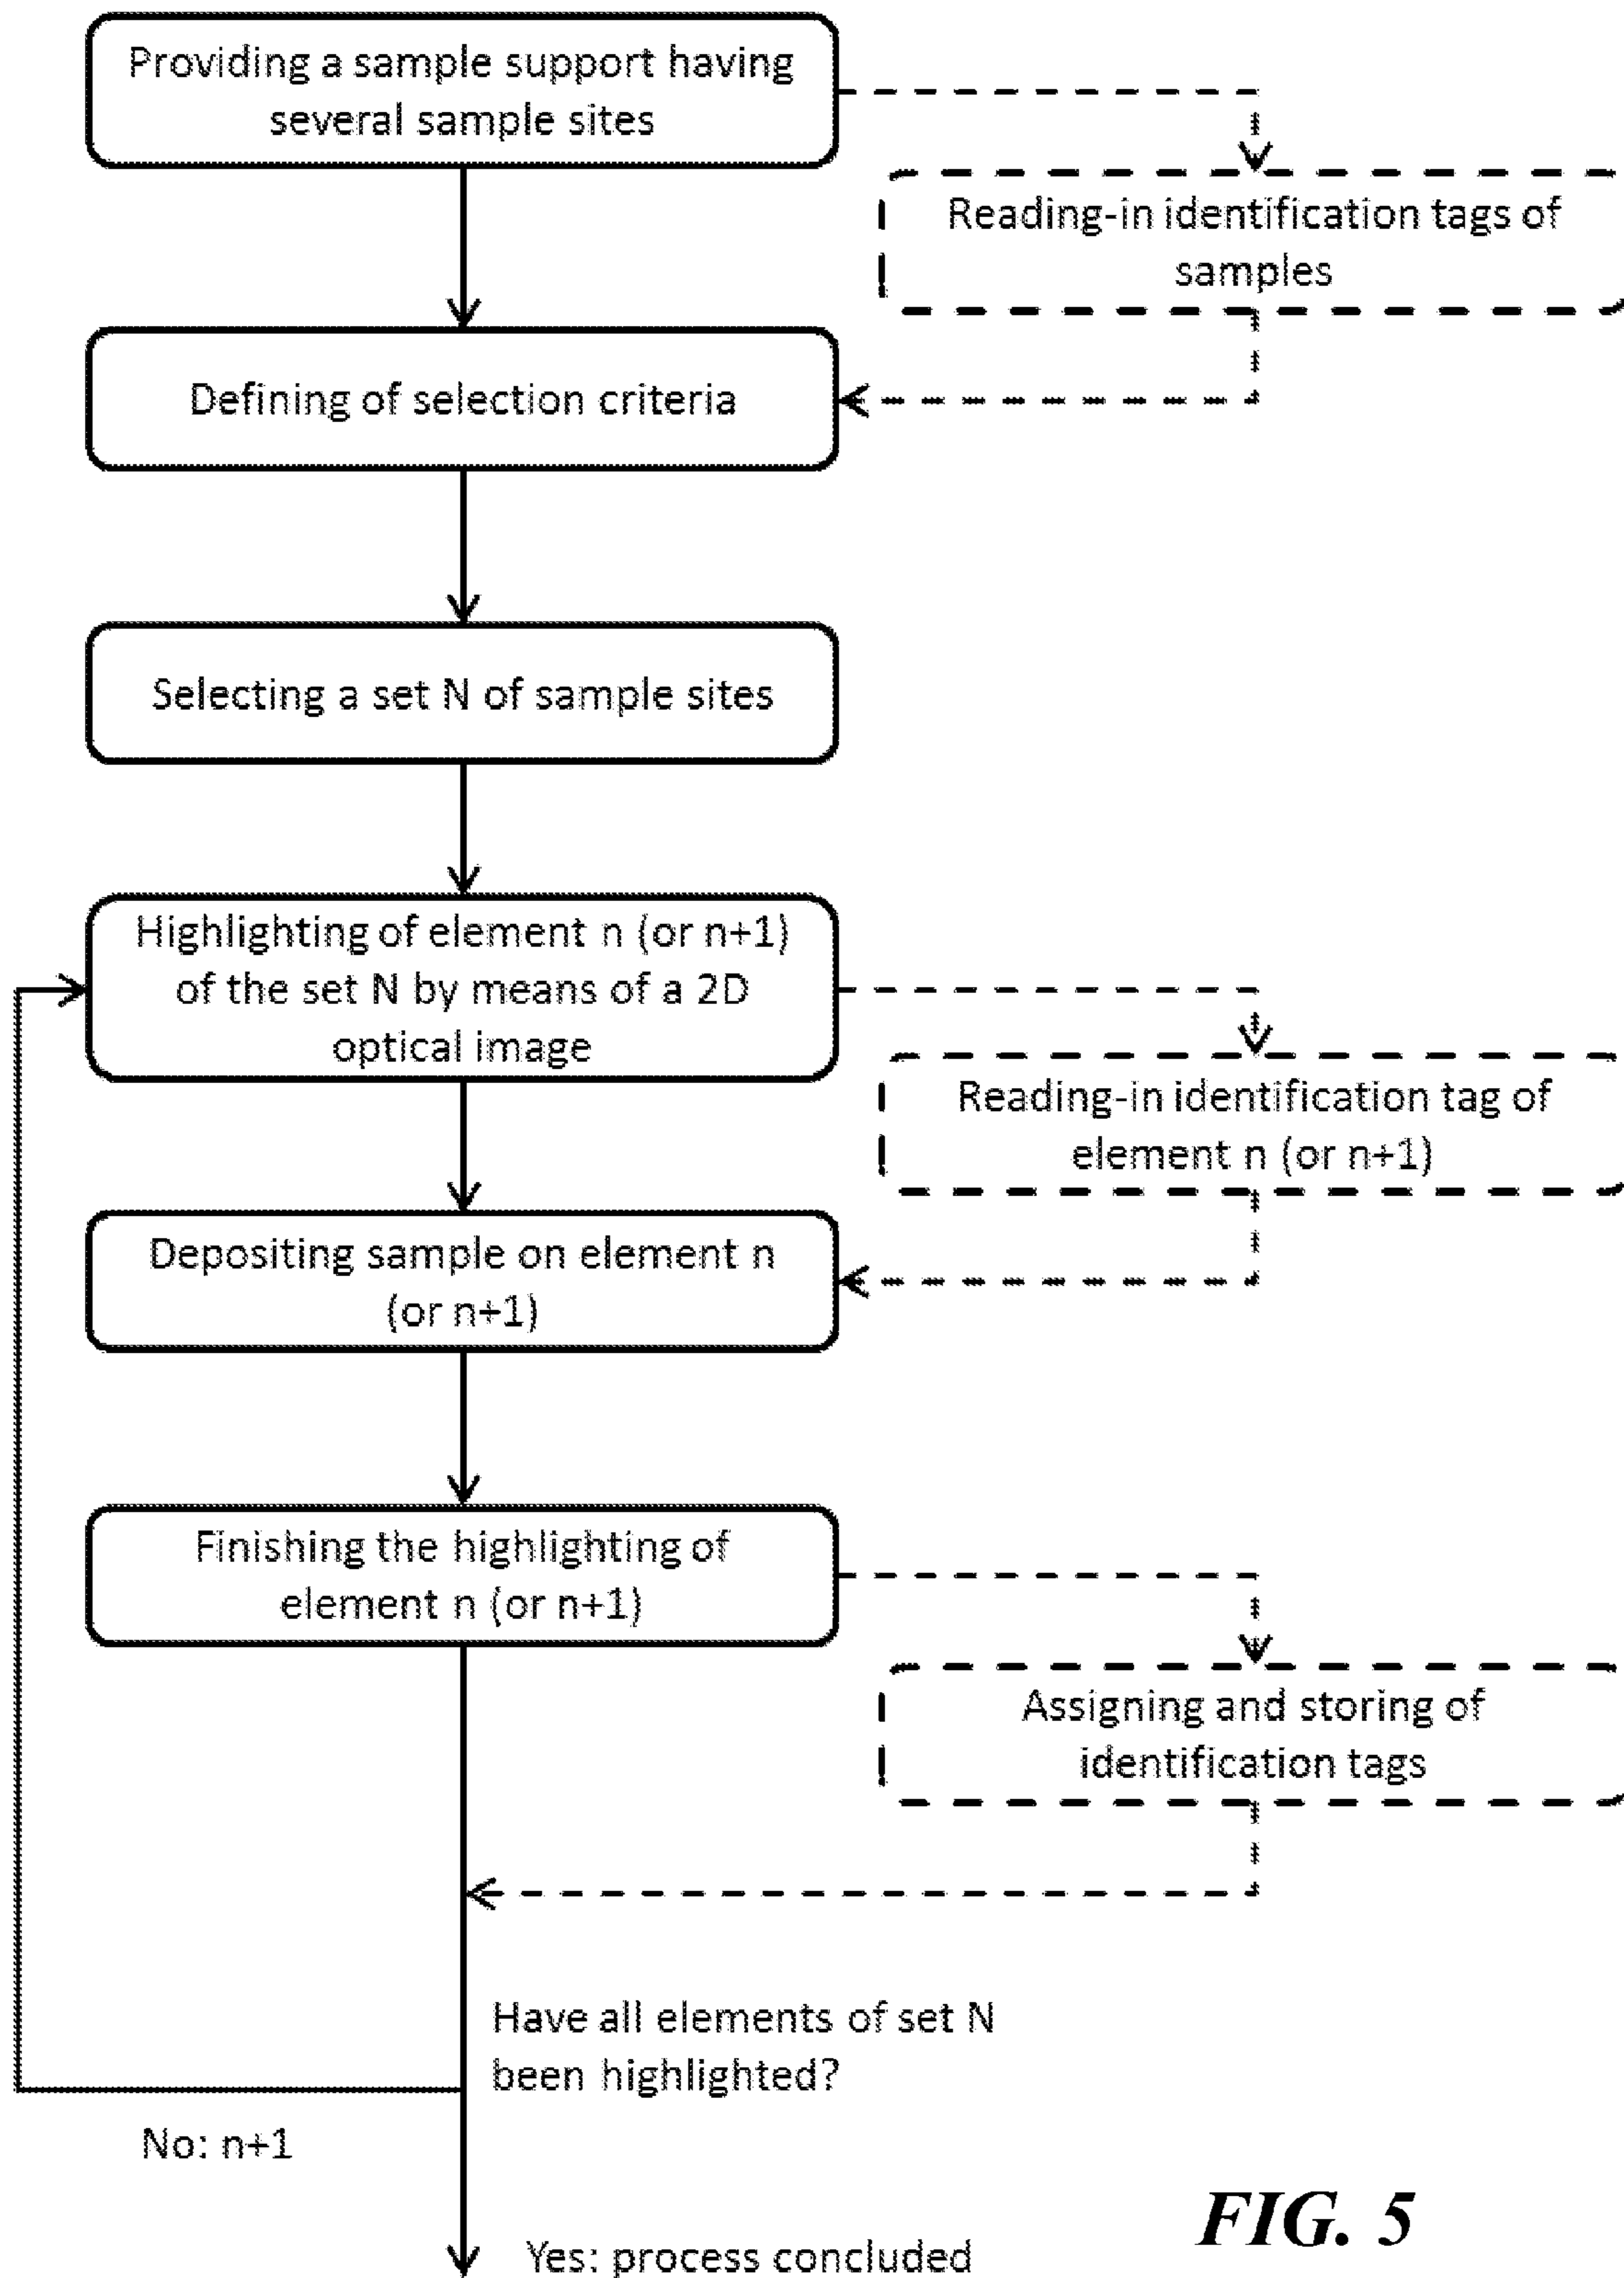 Providing a sample support having
several sample sites
Reading-in identification tags of
samples
Defining of selection criteria
Selecting a set N of sample sites
Highlighting of element n (or n+1)
of the set N by means of a 2D
optical image
Reading-in identification tag of
element n (or n+1)
Depositing sample on element n
(or n+1)
Finishing the highlighting of
element n (or n+1)
Assigning and storing of
identification tags
Have all elements of set N
been highlighted?
No: n+1
Yes: process concluded
FIG. 5